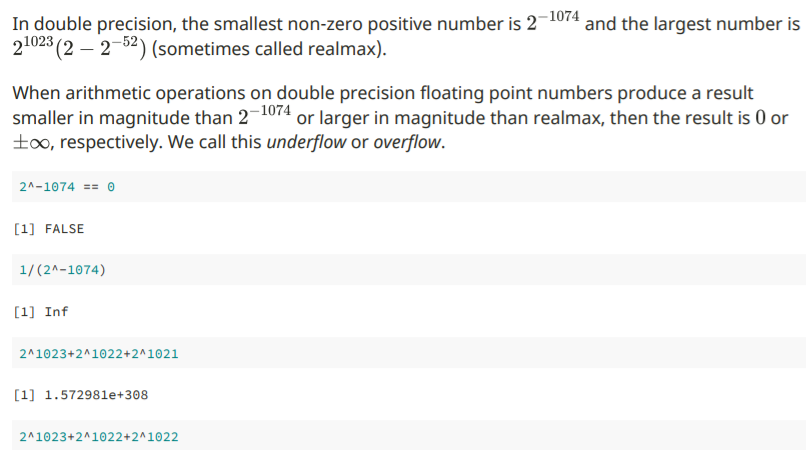 In double precision, the smallest non-zero positive number is 2^{−1074} and the largest number is
2^{1023}(2 − 2^{−52}) (sometimes called realmax).
When arithmetic operations on double precision floating point numbers produce a result
smaller in magnitude than 2^{−1074} or larger in magnitude than realmax, then the result is 0 or
±∞, respectively. We call this underflow or overflow.
2^-1074 == 0
[1] FALSE
1/(2^-1074)
[1] Inf
2^1023+2^1022+2^1021
[1] 1.572981e+308
2^1023+2^1022+2^1022